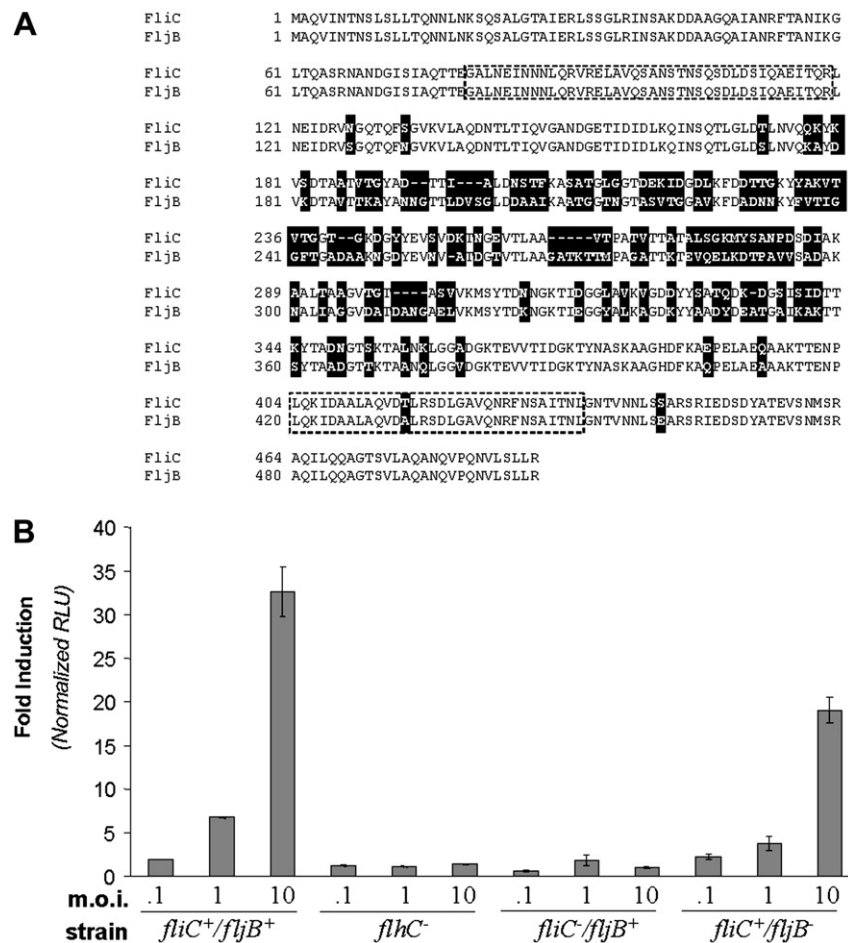 A
FliC 1 MAQVINTNSLSLLTQNNLNKSQSALGTAIERLSSGLRINSAKDDAAGQAIANRFTANIKG
FljB 1 MAQVINTNSLSLLTQNNLNKSQSALGTAIERLSSGLRINSAKDDAAGQAIANRFTANIKG
FliC 61 LTQASRNANDGISIAQTTEGALNEINNNLQRVRELAVQSANSTNSQSDLDSIQAEITQRL
FljB 61 LTQASRNANDGISIAQTTEGALNEINNNLQRVRELAVQSANSTNSQSDLDSIQAEITQRL
FliC 121 NEIDRVNGQTQFSGVKVLAQDNTLTIQVGANDGETIDIDLKQINSQTLGLDTLNVQQKYK
FljB 121 NEIDRVSGQTQFNGVKVLAQDNTLTIQVGANDGETIDIDLKQINSQTLGLDSLNVQKAYD
FliC 181 VSDTAATVTGYAD--TTI---ALDNSTFKASATGLGGTDEKIDGDLKFDDTTGKYYAKVT
FljB 181 VKDTAVTTKAYANNGTTLDVSGLDDAAIKAATGGTNGTASVTGGAVKFDADNNKYFVTIG
FliC 236 VTGGTG--GKDGYYEVSVDKTNGEVTLAA-----VTPATVTTATALSGKMYSANPDSDIAK
FljB 241 GFTGADAAKNGDYEVNV-ATDGTVTLAAGATKTTMPAGATTKTEVQELKDTPAVVSADAK
FliC 289 AALTAAGVTGT----ASVVKMSYTDNNGKTIDGGLAVKVGDDYYSATQDK-DGSISIDTT
FljB 300 NALIAGGVDATDANGAELVKMSYTDKNGKTIEGGYALKAGDKYYAADYDEATGAIKAKTT
FliC 344 KYTADNGTSKTALNKLGGADGKTEVVTIDGKTYNASKAAGHDFKAEPELAEQAAKTTENP
FljB 360 SYTAADGTTKTAANQLGGVDGKTEVVTIDGKTYNASKAAGHDFKAQPELAEAAAKTTENP
FliC 404 LQKIDAALAQVDTLRSDLGAVQNRFNSAITNLGNTVNNLSSARSRIEDSDYATEVSNMSR
FljB 420 LQKIDAALAQVDALRSDLGAVQNRFNSAITNLGNTVNNLSEARSRIEDSDYATEVSNMSR
FliC 464 AQILQQAGTSVLAQANQVPQNVLSLLR
FljB 480 AQILQQAGTSVLAQANQVPQNVLSLLR
B
Fold Induction
(Normalized RLU)
40
35
30
25
20
15
10
5
0
m.o.i. .1 1 10 .1 1 10 .1 1 10 .1 1 10
strain fliC+/fljB+ flhC- fliC-/fljB+ fliC+/fljB-